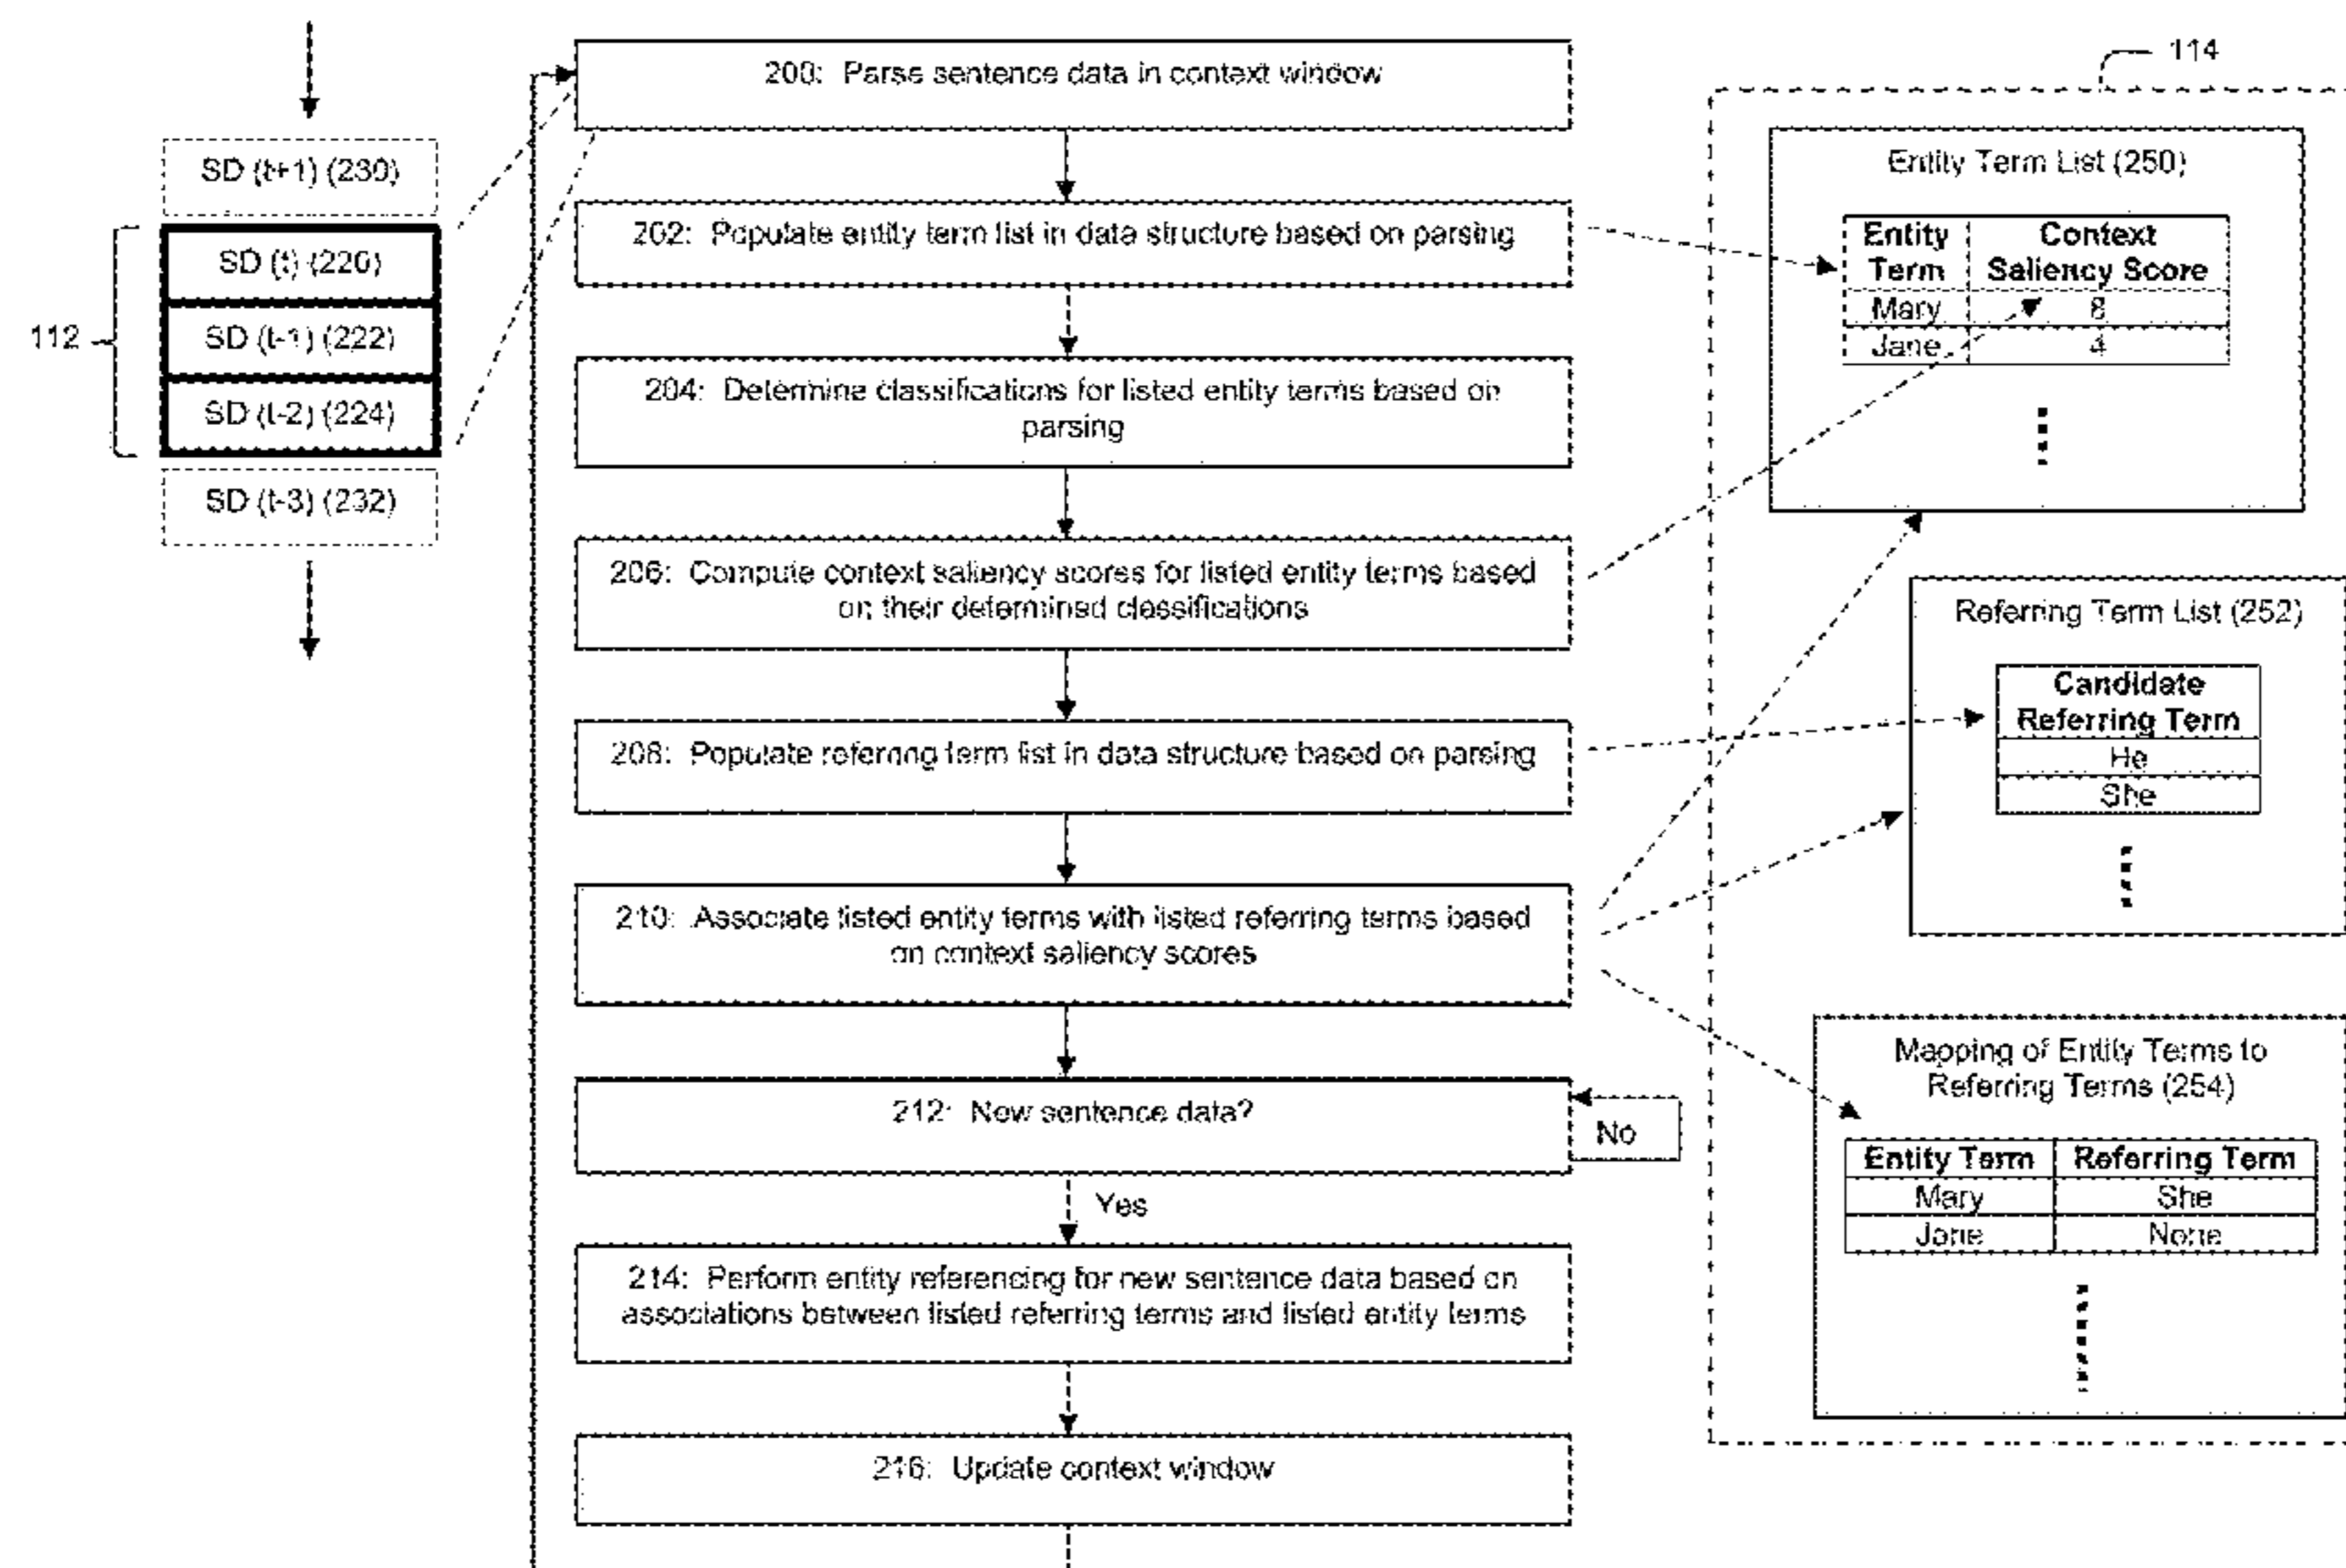 114
200: Parse sentence data in context window
SD (t+1) (230)
SD (t) (220)
SD (t-1) (222)
SD (t-2) (224)
SD (t-3) (232)
112
202: Populate entity term list in data structure based on parsing
204: Determine classifications for listed entity terms based on
parsing
206: Compute context saliency scores for listed entity terms based
on their determined classifications
208: Populate referring term list in data structure based on parsing
210: Associate listed entity terms with listed referring terms based
on context saliency scores
212: New sentence data?
No
Yes
214: Perform entity referencing for new sentence data based on
associations between listed referring terms and listed entity terms
216: Update context window
Entity Term List (250)
Entity Context
Term Saliency Score
Mary 8
Jane 4
Referring Term List (252)
Candidate
Referring Term
He
She
Mapping of Entity Terms to
Referring Terms (254)
Entity Term Referring Term
Mary She
Jane None